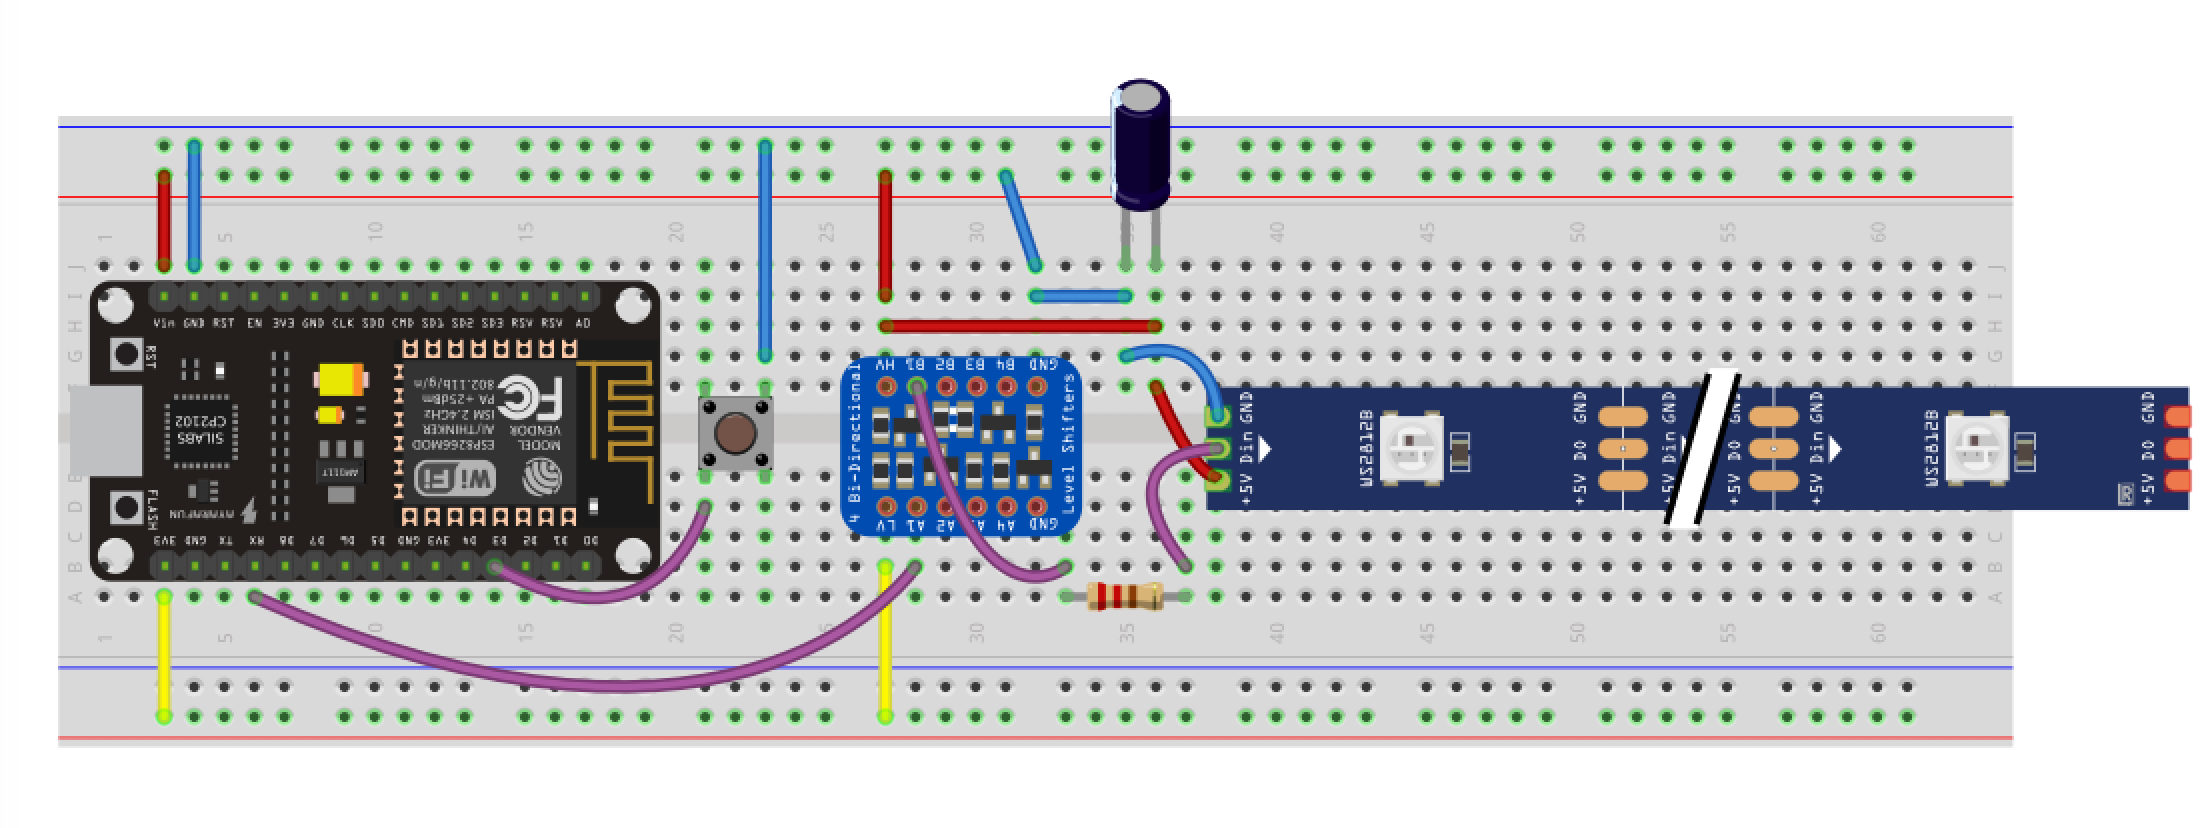 1 5 10 15 20 25 30 35 40 45 50 55 60
J J
I I
H H
G G
Vin GND RST EN 3V3 GND CLK SD0 CMD SD1 SD2 SD3 RSV RSV A0
RST
SILABS
CP2102
AM1117
FLASH
MODEL
VENDOR
ESP8266MOD
AI/THINKER
ISM 2.4GHz
PA +25dBm
802.11b/g/n
FC
WiFi
3V3 GND TX RX D8 D7 D6 D5 GND 3V3 D4 D3 D2 D1 D0
HV B1 B2 B3 B4 GND
4 Bi-Directional
Level Shifters
LV A1 A2 A3 A4 GND
+5V Din GND
WS2812B
+5V DO GND
+5V Din GND
+5V DO GND
+5V Din GND
WS2812B
+5V DO GND
E
D D
C C
B B
A A
1 5 10 15 20 25 30 35 40 45 50 55 60